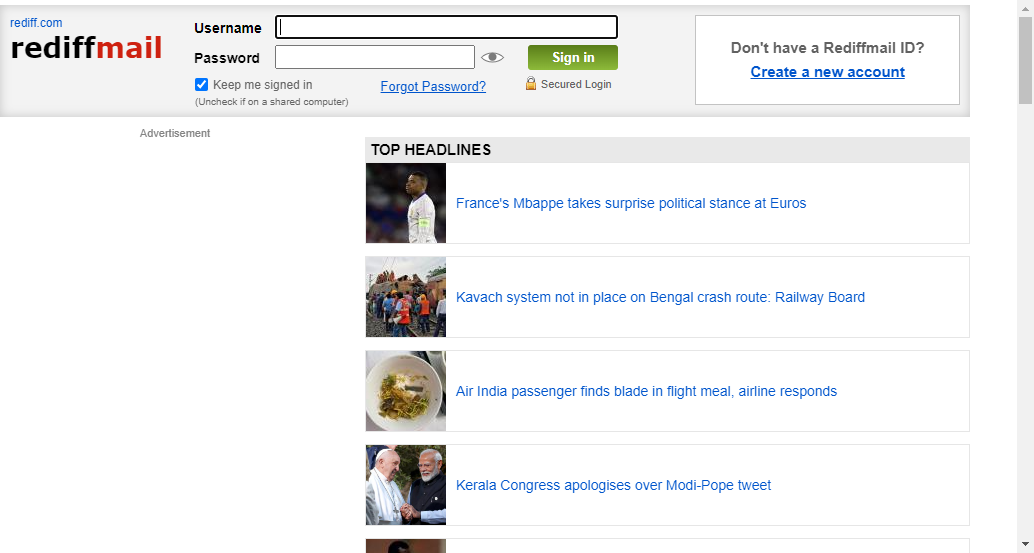 rediff.com
rediffmail
Username
Password
Sign in
Keep me signed in
(Uncheck if on a shared computer)
Forgot Password?
Secured Login
Don't have a Rediffmail ID?
Create a new account
Advertisement
TOP HEADLINES
France's Mbappe takes surprise political stance at Euros
Kavach system not in place on Bengal crash route: Railway Board
Air India passenger finds blade in flight meal, airline responds
Kerala Congress apologises over Modi-Pope tweet